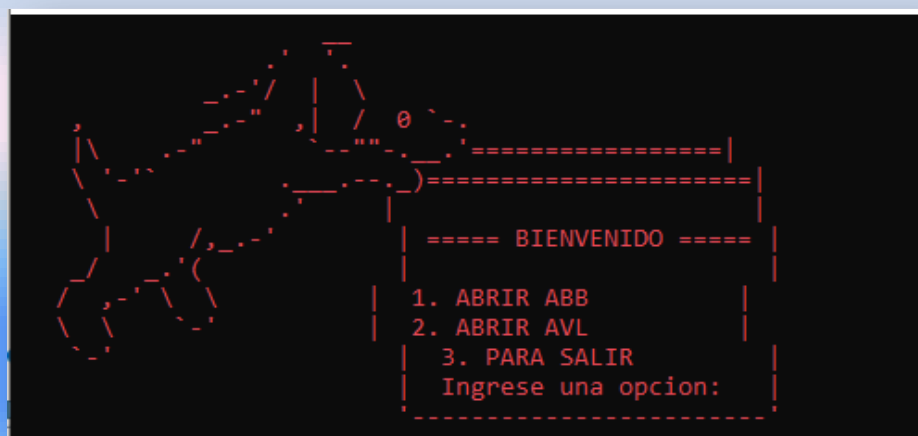 ===== BIENVENIDO =====
1. ABRIR ABB
2. ABRIR AVL
3. PARA SALIR
Ingrese una opcion: